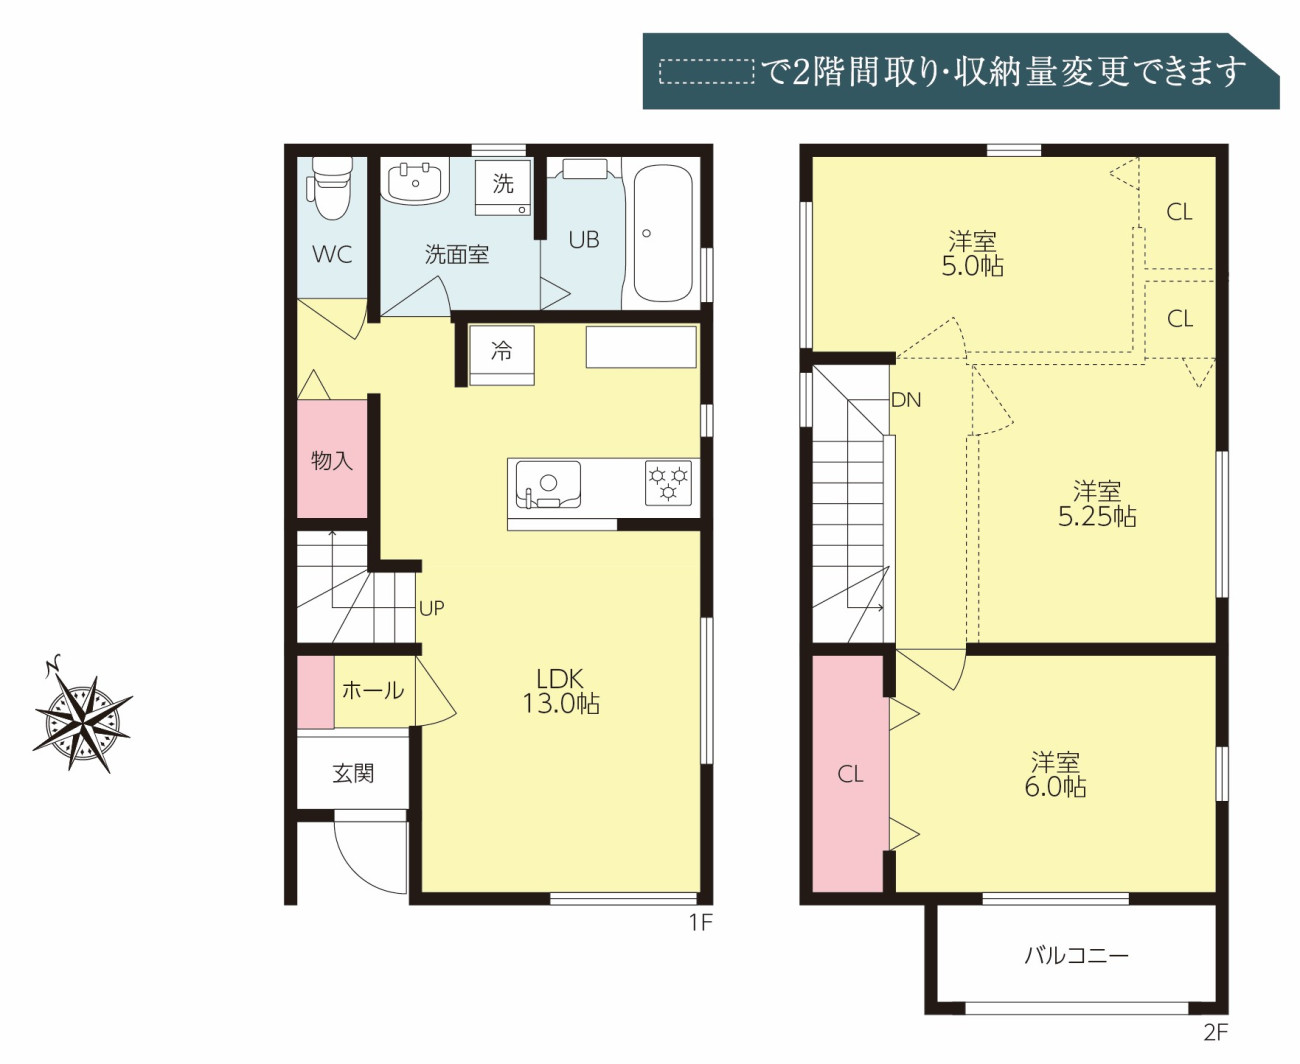 で2階間取り・収納量変更できます
WC
洗面室
洗
UB
冷
物入
UP
ホール
LDK
13.0帖
玄関
1F
N
洋室
5.0帖
CL
CL
DN
洋室
5.25帖
CL
洋室
6.0帖
バルコニー
2F